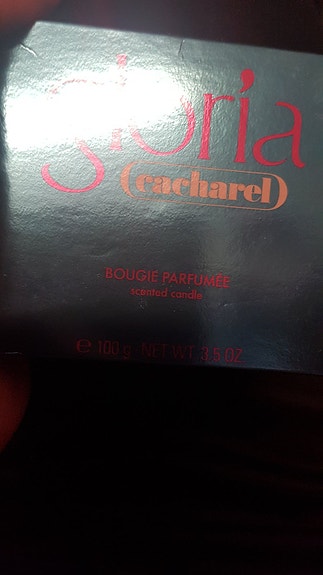 gloria
(cacharel)
BOUGIE PARFUMÉE
scented candle
e 100 g NET WT. 3.5 OZ.